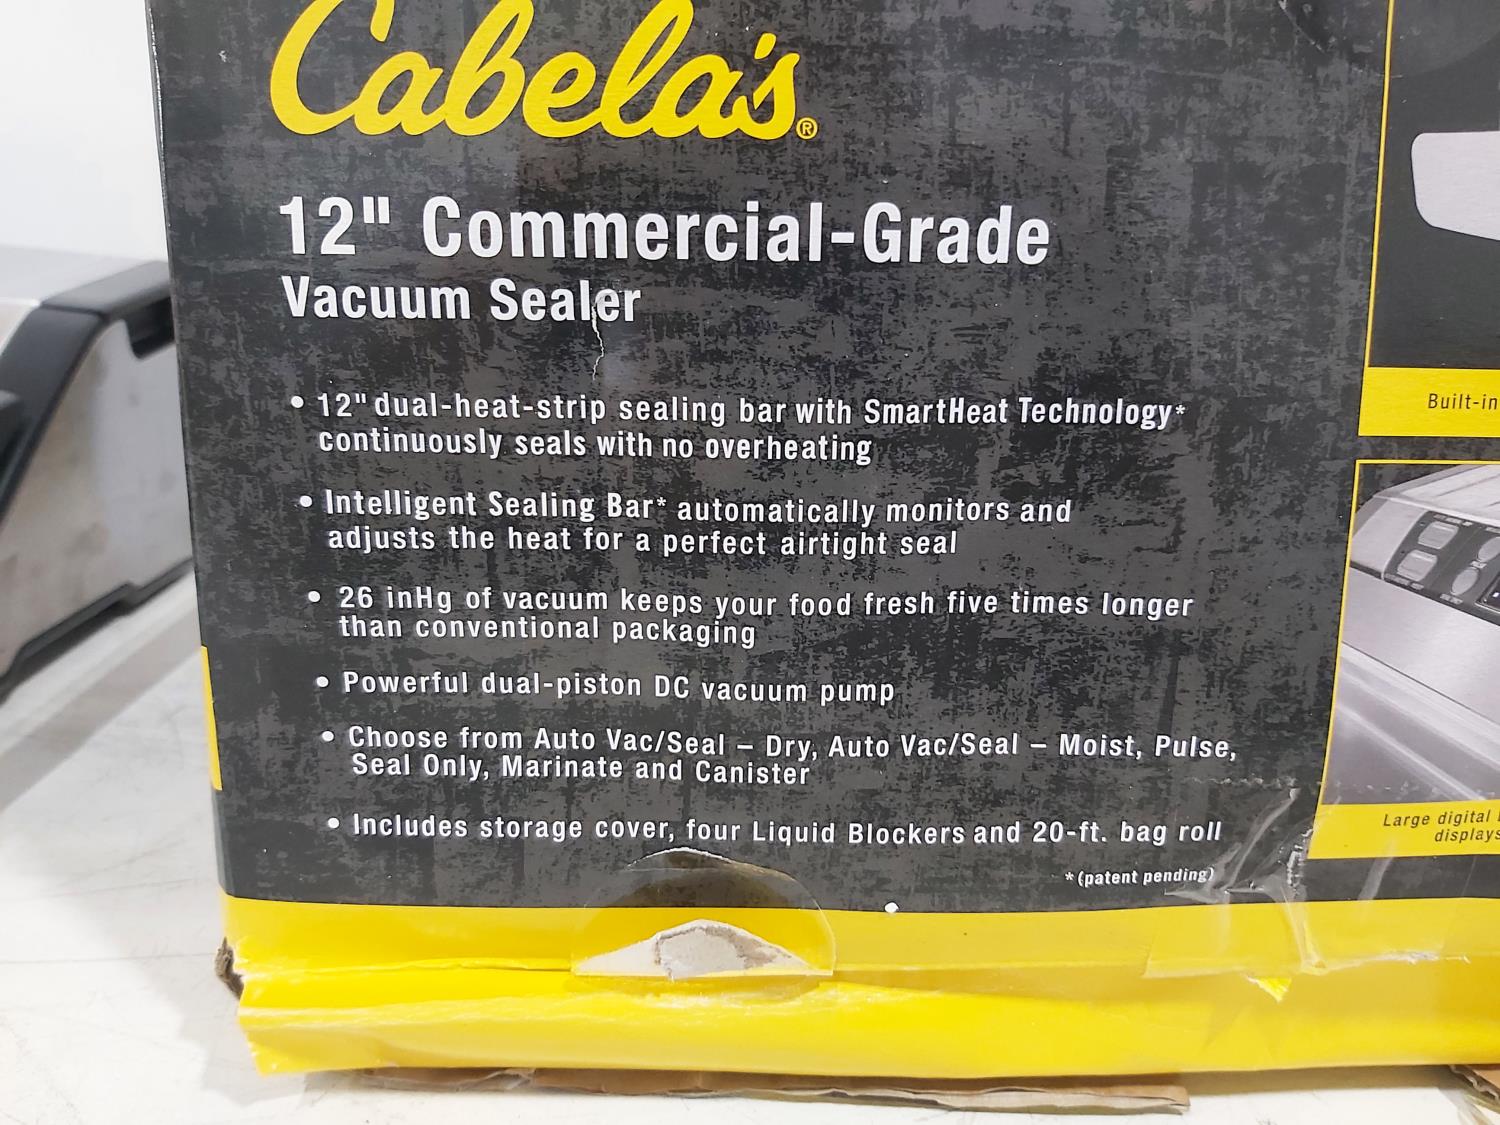 Cabela's®
12" Commercial-Grade
Vacuum Sealer
• 12" dual-heat-strip sealing bar with SmartHeat Technology*
continuously seals with no overheating
• Intelligent Sealing Bar* automatically monitors and
adjusts the heat for a perfect airtight seal
• 26 inHg of vacuum keeps your food fresh five times longer
than conventional packaging
• Powerful dual-piston DC vacuum pump
• Choose from Auto Vac/Seal – Dry, Auto Vac/Seal – Moist, Pulse,
Seal Only, Marinate and Canister
• Includes storage cover, four Liquid Blockers and 20-ft. bag roll
*(patent pending)
Built-in
Large digital
displays